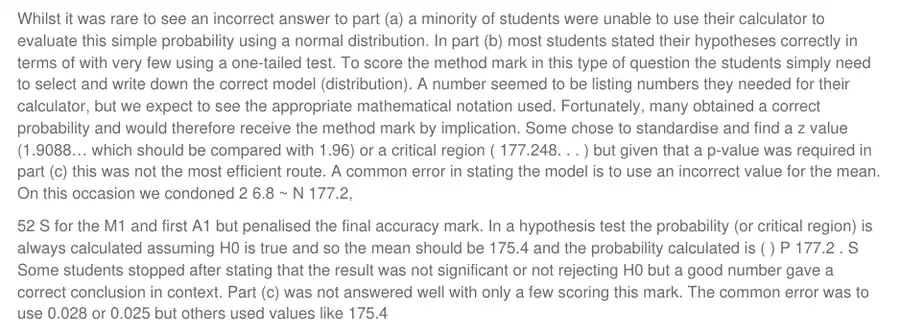 Whilst it was rare to see an incorrect answer to part (a) a minority of students were unable to use their calculator to
evaluate this simple probability using a normal distribution. In part (b) most students stated their hypotheses correctly in
terms of with very few using a one-tailed test. To score the method mark in this type of question the students simply need
to select and write down the correct model (distribution). A number seemed to be listing numbers they needed for their
calculator, but we expect to see the appropriate mathematical notation used. Fortunately, many obtained a correct
probability and would therefore receive the method mark by implication. Some chose to standardise and find a z value
(1.9088… which should be compared with 1.96) or a critical region ( 177.248. . . ) but given that a p-value was required in
part (c) this was not the most efficient route. A common error in stating the model is to use an incorrect value for the mean.
On this occasion we condoned 2 6.8 ~ N 177.2,
52 S for the M1 and first A1 but penalised the final accuracy mark. In a hypothesis test the probability (or critical region) is
always calculated assuming H0 is true and so the mean should be 175.4 and the probability calculated is ( ) P 177.2 . S
Some students stopped after stating that the result was not significant or not rejecting H0 but a good number gave a
correct conclusion in context. Part (c) was not answered well with only a few scoring this mark. The common error was to
use 0.028 or 0.025 but others used values like 175.4